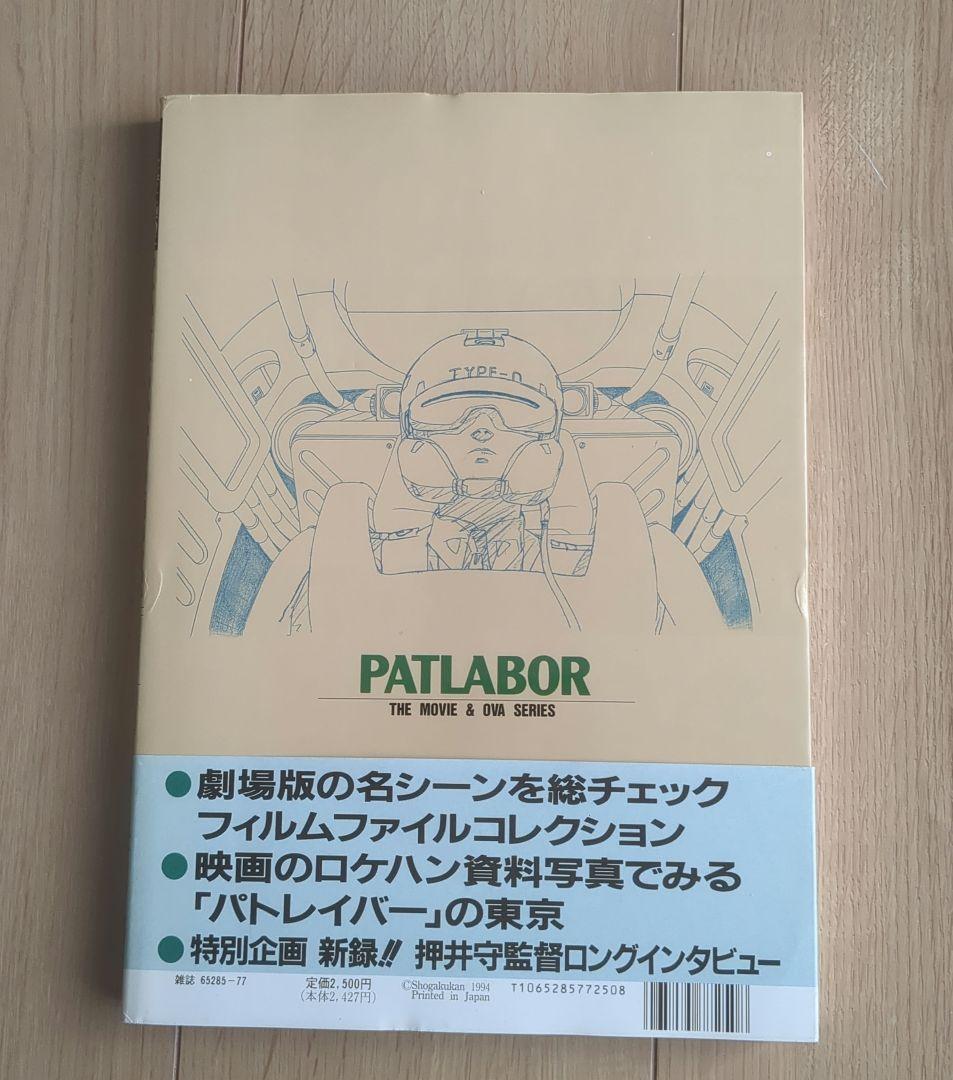 TYPE-0
PATLABOR
THE MOVIE & OVA SERIES
●劇場版の名シーンを総チェック
フィルムファイルコレクション
●映画のロケハン資料写真でみる
「パトレイバー」の東京
●特別企画 新録!! 押井守監督ロングインタビュー
雑誌 65285-77
定価2,500円
(本体2,427円)
©Shogakukan 1994
Printed in Japan
T1065285772508